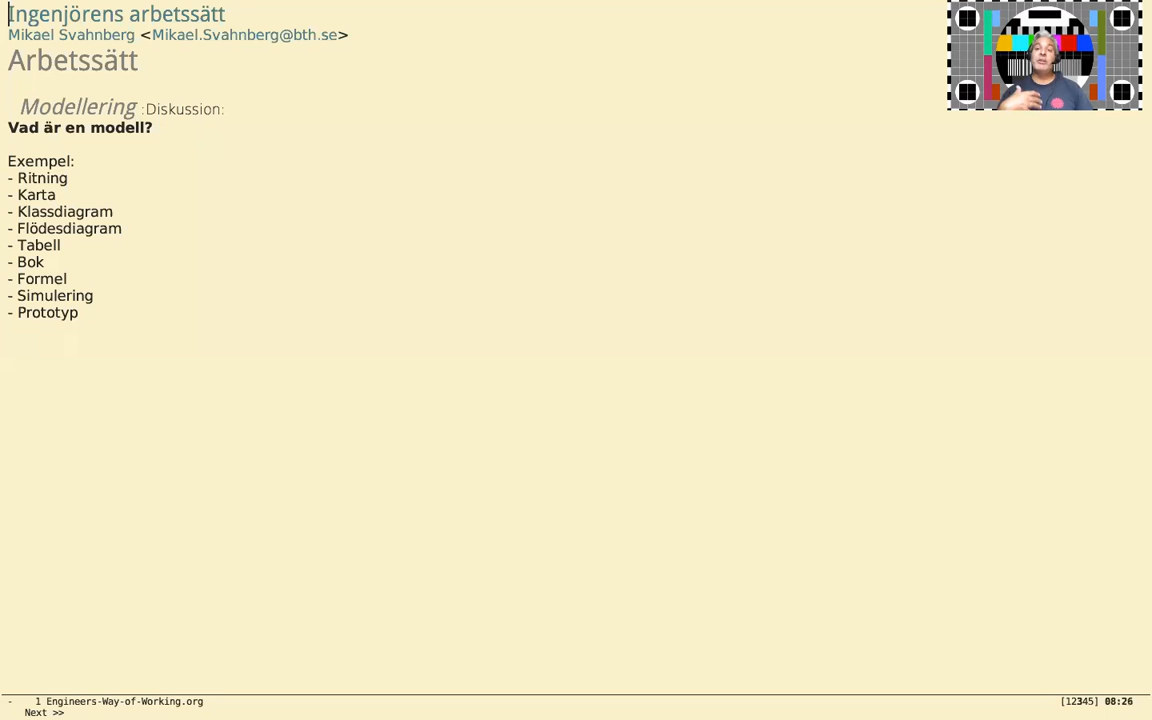 Ingenjörens arbetssätt
Mikael Svahnberg <Mikael.Svahnberg@bth.se>
Arbetssätt
Modellering :Diskussion:
Vad är en modell?
Exempel:
- Ritning
- Karta
- Klassdiagram
- Flödesdiagram
- Tabell
- Bok
- Formel
- Simulering
- Prototyp
- 1 Engineers-Way-of-Working.org [12345] 08:26
Next >>